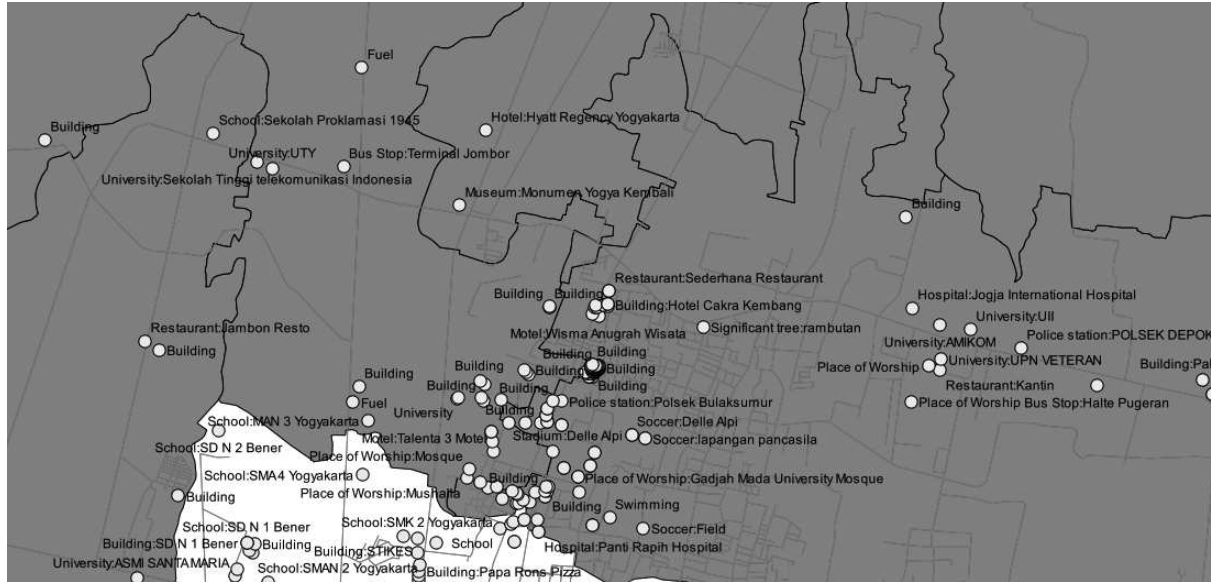 Fuel
Building
School:Sekolah Proklamasi 1945
Hotel:Hyatt Regency Yogyakarta
University:UTY
Bus Stop:Terminal Jombor
University:Sekolah Tinggi telekomunikasi Indonesia
Museum:Monumen Yogya Kembali
Building
Restaurant:Sederhana Restaurant
Building
Building
Building:Hotel Cakra Kembang
Hospital:Jogja International Hospital
Restaurant:Jambon Resto
Motel:Wisma Anugrah Wisata
Significant tree:rambutan
University:UII
Police station:POLSEK DEPOK
Building
University:AMIKOM
Building
Building
University:UPN VETERAN
Place of Worship
Building
Building
Building:Pal
Building
Building
Building
Building
Restaurant:Kantin
Fuel
University
Building
Police station:Polsek Bulaksumur
Place of Worship
Bus Stop:Halte Pugeran
School:MAN 3 Yogyakarta
Soccer:Delle Alpi
Motel:Talenta 3 Motel
Stadium:Delle Alpi
Soccer:lapangan pancasila
School:SD N 2 Bener
Place of Worship:Mosque
School:SMA4 Yogyakarta
Building
Place of Worship:Gadjah Mada University Mosque
Building
Place of Worship:Mushalla
Building
Swimming
School:SD N 1 Bener
School:SMK 2 Yogyakarta
Soccer:Field
Building:SD N 1 Bener
Building
Building:STIKES
School
Hospital:Panti Rapih Hospital
University:ASMI SANTA MARIA
School:SMAN 2 Yogyakarta
Building:Papa Rons Pizza